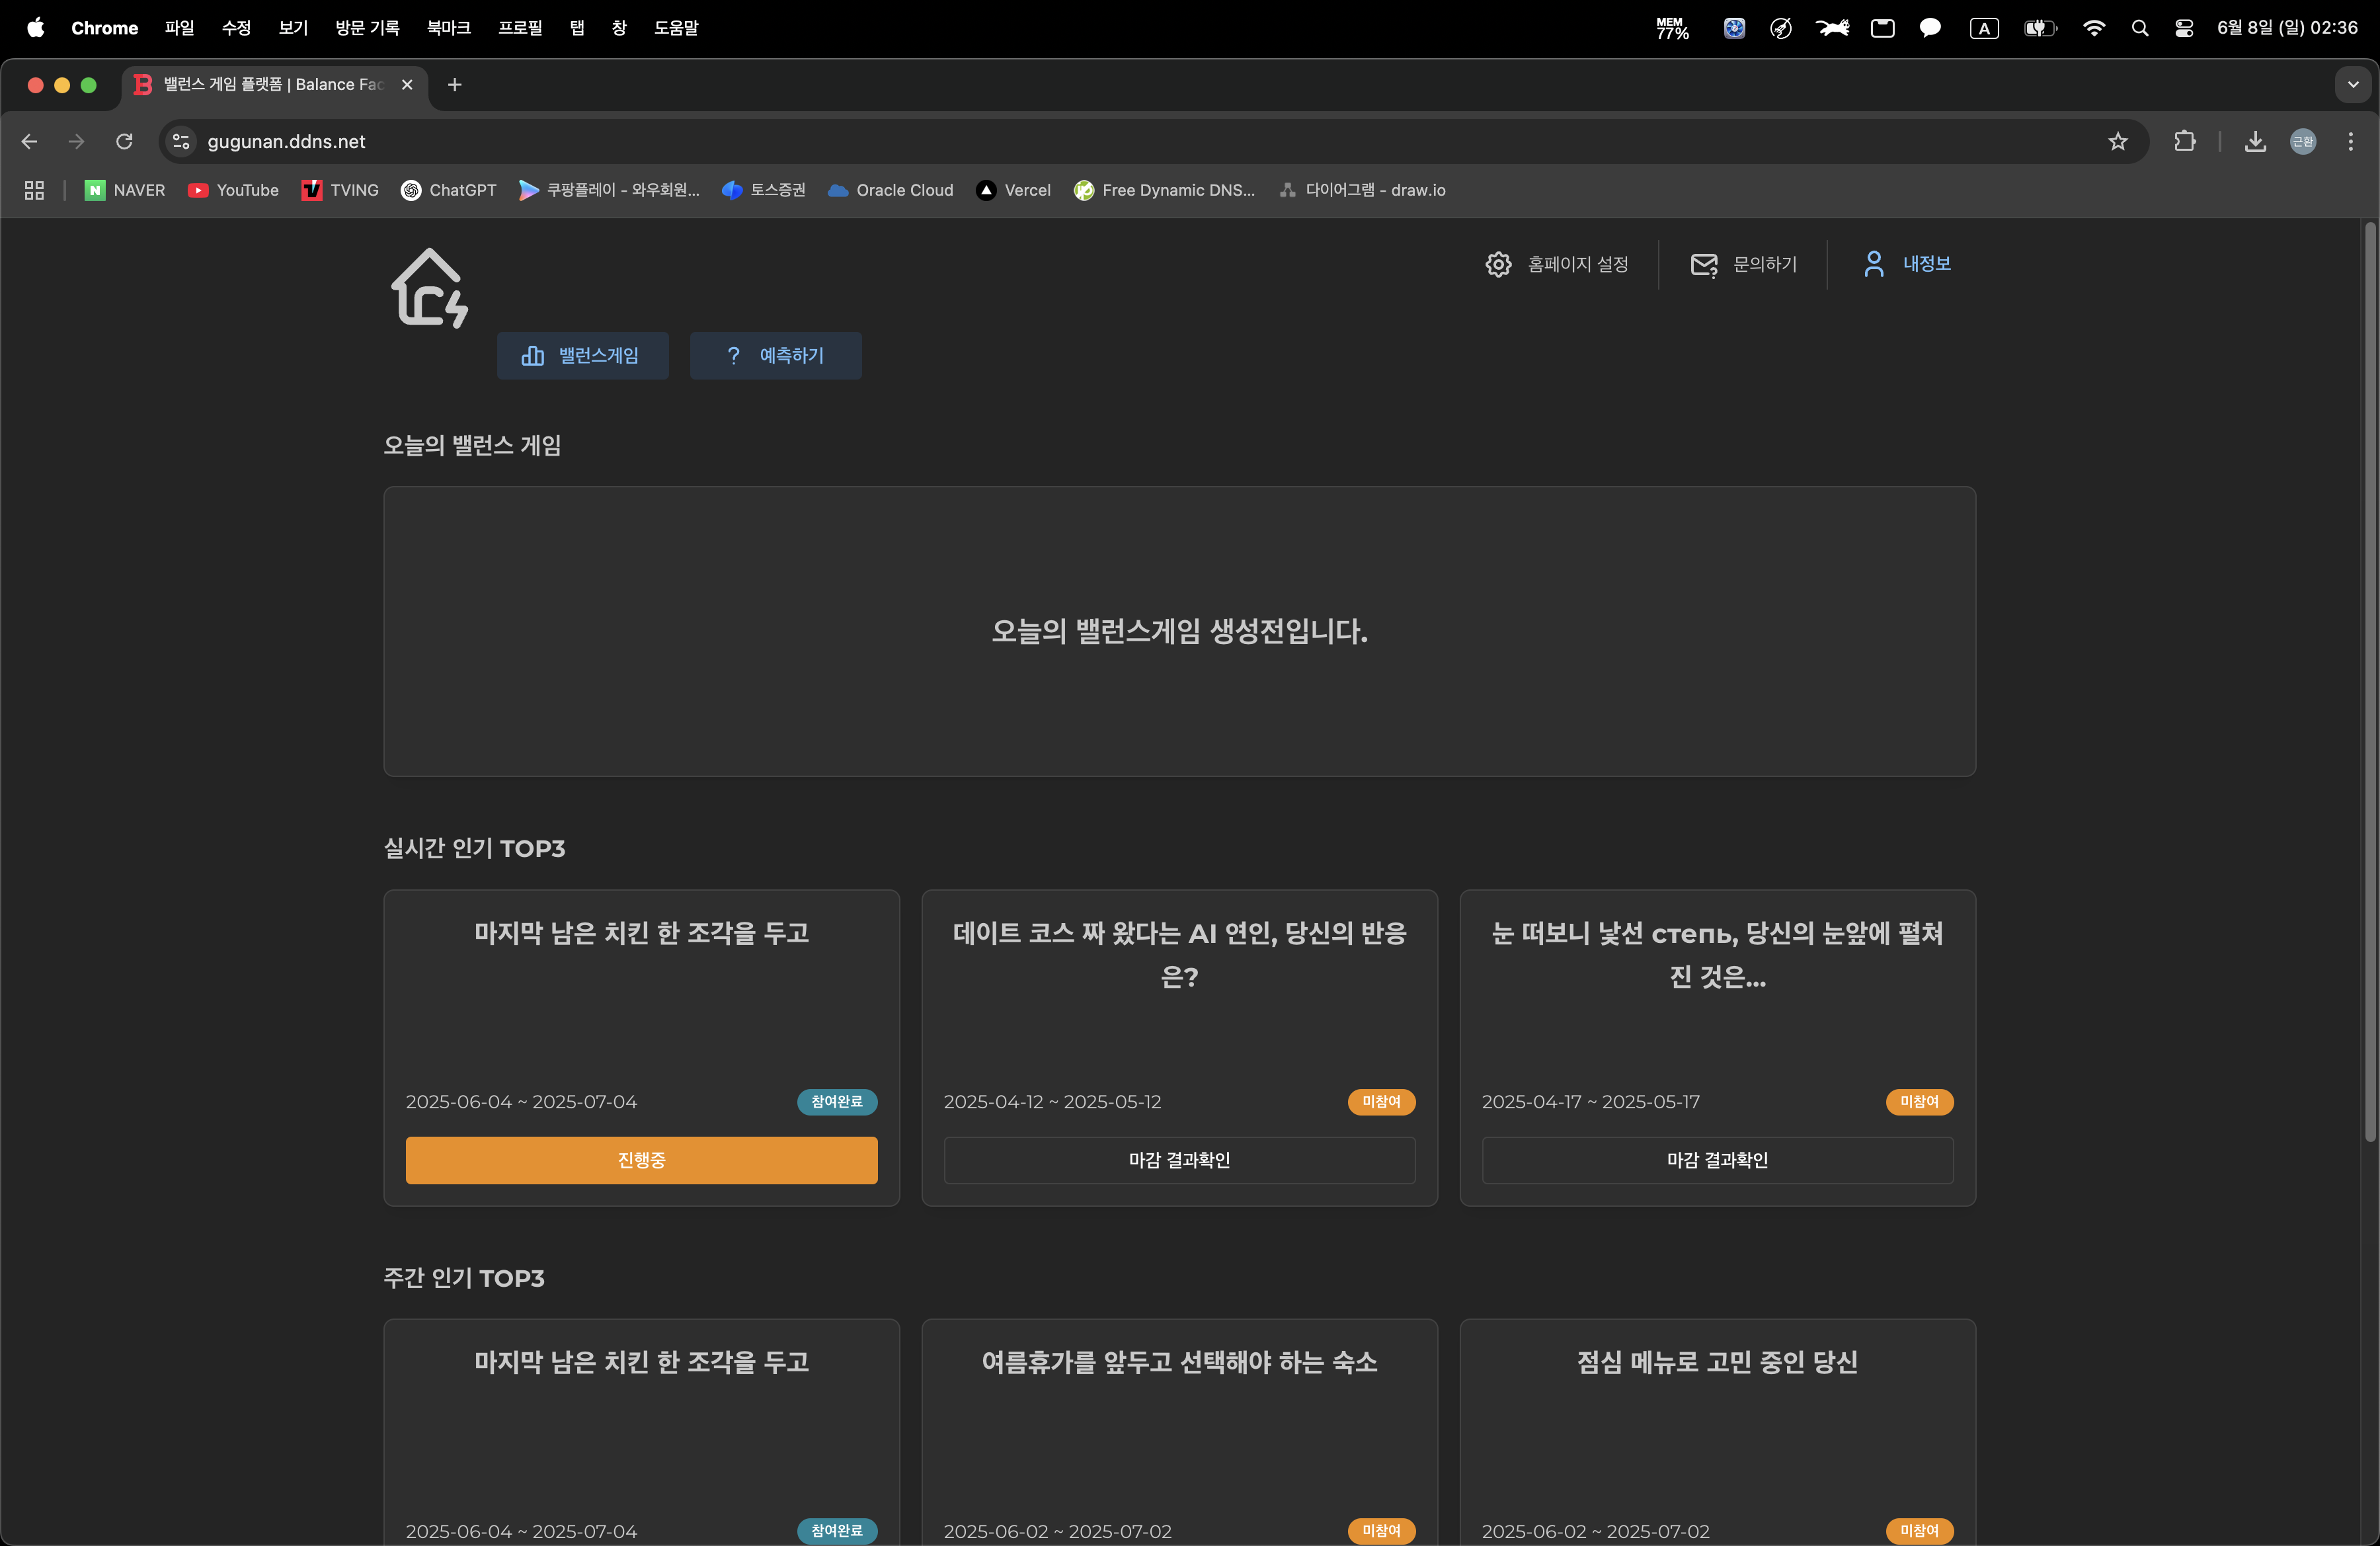 Chrome 파일 수정 보기 방문 기록 북마크 프로필 탭 창 도움말
MEM 77% A 6월 8일 (일) 02:36
밸런스 게임 플랫폼 | Balance Fac
gugunan.ddns.net
근환
NAVER YouTube TVING ChatGPT 쿠팡플레이 - 와우회원... 토스증권 Oracle Cloud Vercel Free Dynamic DNS... 다이어그램 - draw.io
홈페이지 설정 문의하기 내정보
밸런스게임 예측하기
오늘의 밸런스 게임
오늘의 밸런스게임 생성전입니다.
실시간 인기 TOP3
마지막 남은 치킨 한 조각을 두고
2025-06-04 ~ 2025-07-04 참여완료
진행중
데이트 코스 짜 왔다는 AI 연인, 당신의 반응
은?
2025-04-12 ~ 2025-05-12 미참여
마감 결과확인
눈 떠보니 낯선 степь, 당신의 눈앞에 펼쳐
진 것은...
2025-04-17 ~ 2025-05-17 미참여
마감 결과확인
주간 인기 TOP3
마지막 남은 치킨 한 조각을 두고
2025-06-04 ~ 2025-07-04 참여완료
여름휴가를 앞두고 선택해야 하는 숙소
2025-06-02 ~ 2025-07-02 미참여
점심 메뉴로 고민 중인 당신
2025-06-02 ~ 2025-07-02 미참여